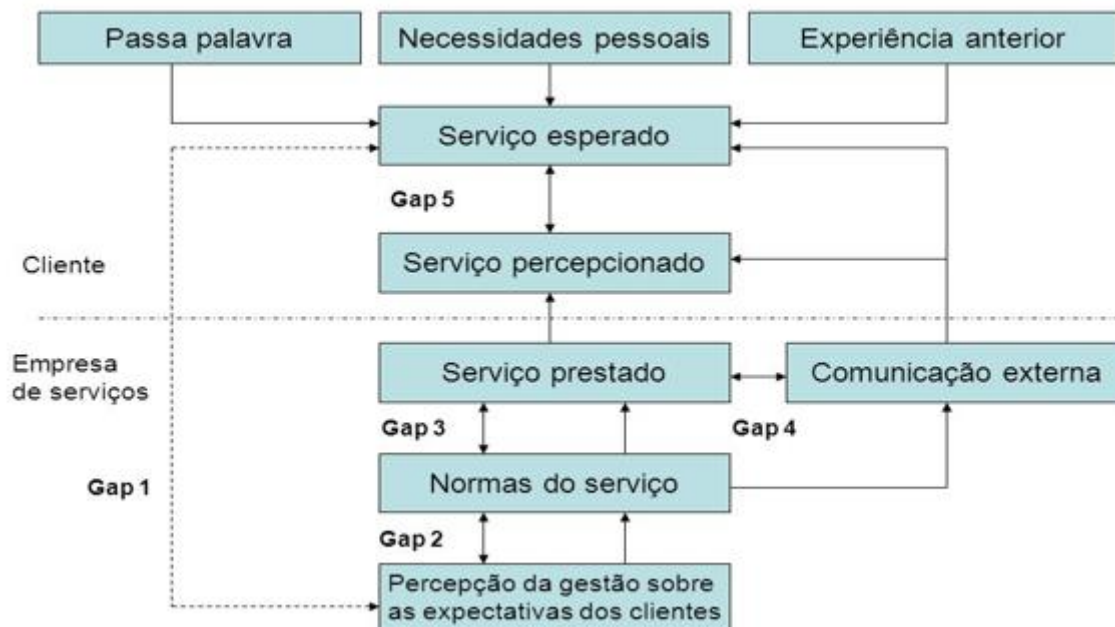 Passa palavra
Necessidades pessoais
Experiência anterior
Serviço esperado
Gap 5
Cliente
Serviço percepcionado
Empresa
de serviços
Serviço prestado
Comunicação externa
Gap 3
Gap 4
Gap 1
Normas do serviço
Gap 2
Percepção da gestão sobre
as expectativas dos clientes